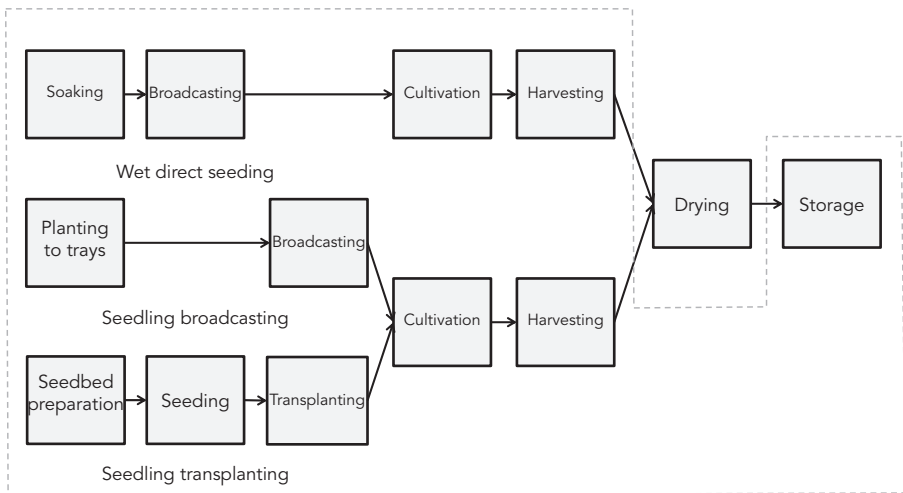 Soaking
Broadcasting
Cultivation
Harvesting
Wet direct seeding
Drying
Storage
Planting
to trays
Broadcasting
Seedling broadcasting
Cultivation
Harvesting
Seedbed
preparation
Seeding
Transplanting
Seedling transplanting